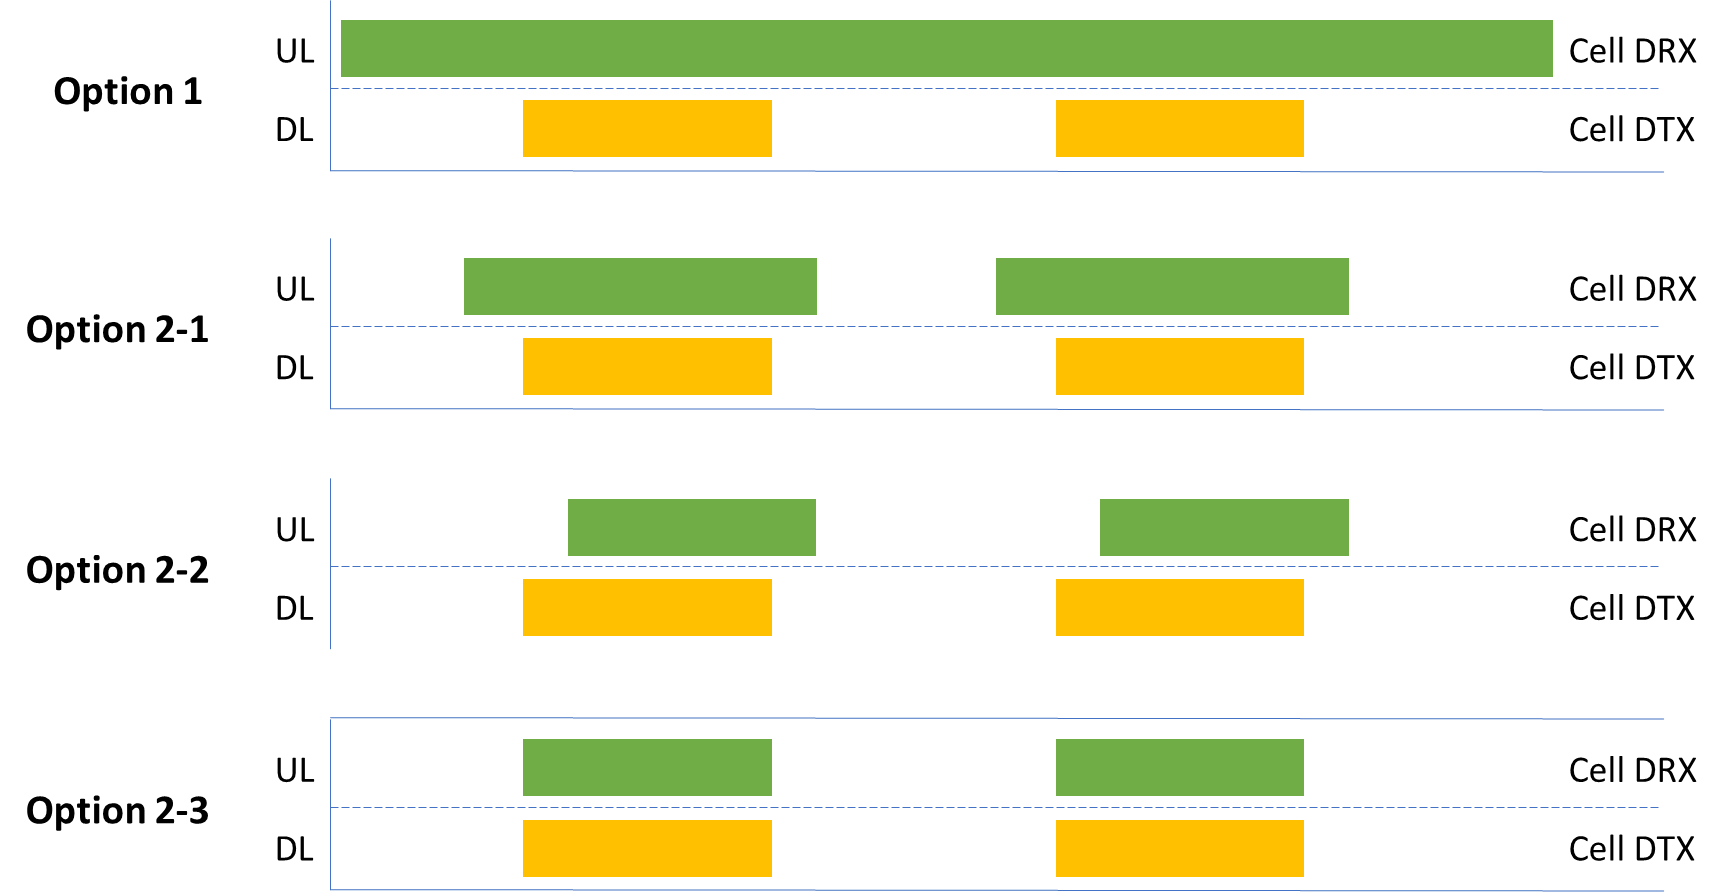 UL Cell DRX
Option 1
DL Cell DTX
UL Cell DRX
Option 2-1
DL Cell DTX
UL Cell DRX
Option 2-2
DL Cell DTX
UL Cell DRX
Option 2-3
DL Cell DTX